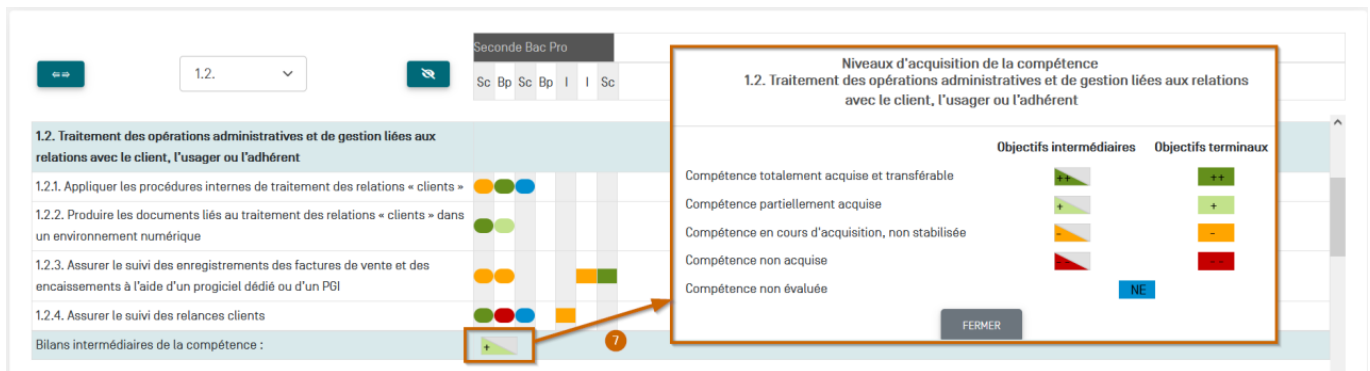 Seconde Bac Pro
1.2.
Sc Bp Sc Bp I I Sc
1.2. Traitement des opérations administratives et de gestion liées aux
relations avec le client, l'usager ou l'adhérent
1.2.1. Appliquer les procédures internes de traitement des relations « clients »
1.2.2. Produire les documents liés au traitement des relations « clients » dans
un environnement numérique
1.2.3. Assurer le suivi des enregistrements des factures de vente et des
encaissements à l'aide d'un progiciel dédié ou d'un PGI
1.2.4. Assurer le suivi des relances clients
Bilans intermédiaires de la compétence :
+
7
Niveaux d'acquisition de la compétence
1.2. Traitement des opérations administratives et de gestion liées aux relations
avec le client, l'usager ou l'adhérent
Objectifs intermédiaires Objectifs terminaux
Compétence totalement acquise et transférable ++ ++
Compétence partiellement acquise + +
Compétence en cours d'acquisition, non stabilisée - -
Compétence non acquise - - - -
Compétence non évaluée NE
FERMER